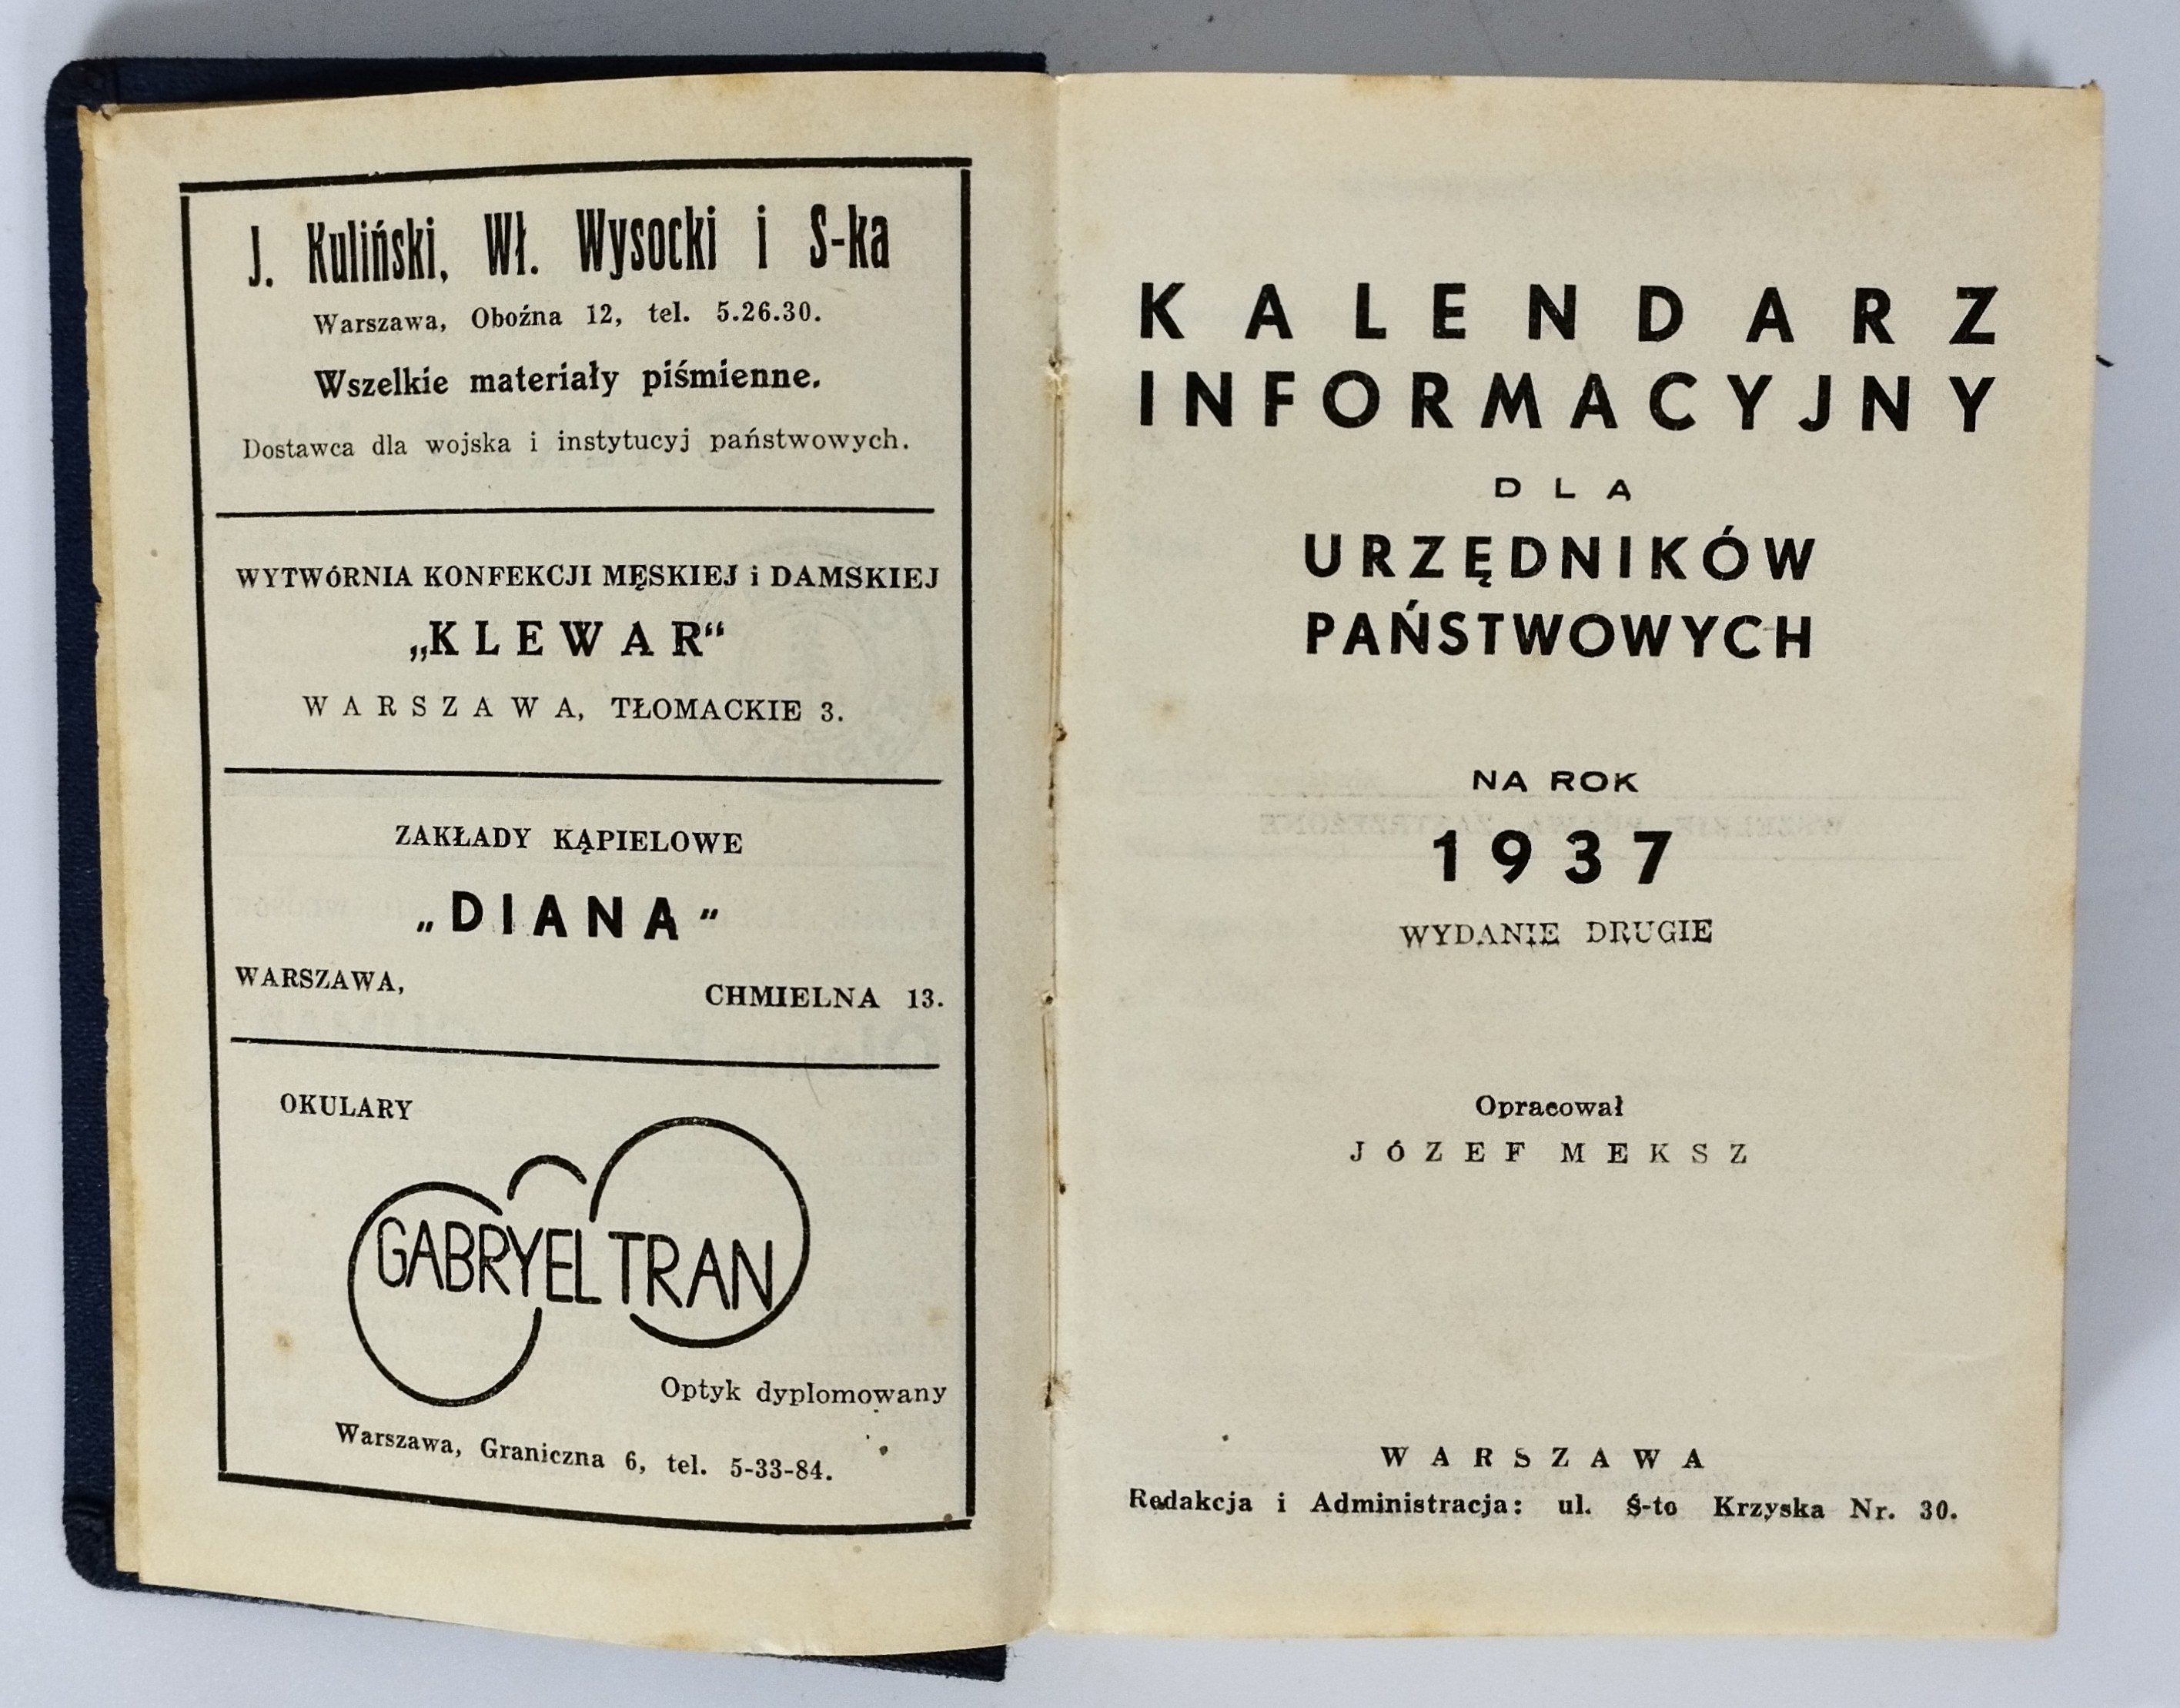 J. Kuliński, Wł. Wysocki i S-ka
Warszawa, Oboźna 12, tel. 5.26.30.
Wszelkie materiały piśmienne.
Dostawca dla wojska i instytucyj państwowych.
WYTWÓRNIA KONFEKCJI MĘSKIEJ i DAMSKIEJ
„KLEWAR“
WARSZAWA, TŁOMACKIE 3.
ZAKŁADY KĄPIELOWE
„DIANA”
WARSZAWA, CHMIELNA 13.
OKULARY
GABRYEL TRAN
Optyk dyplomowany
Warszawa, Graniczna 6, tel. 5-33-84.
KALENDARZ
INFORMACYJNY
DLA
URZĘDNIKÓW
PAŃSTWOWYCH
NA ROK
1937
WYDANIE DRUGIE
Opracował
JÓZEF MEKSZ
WARSZAWA
Redakcja i Administracja: ul. Ś-to Krzyska Nr. 30.